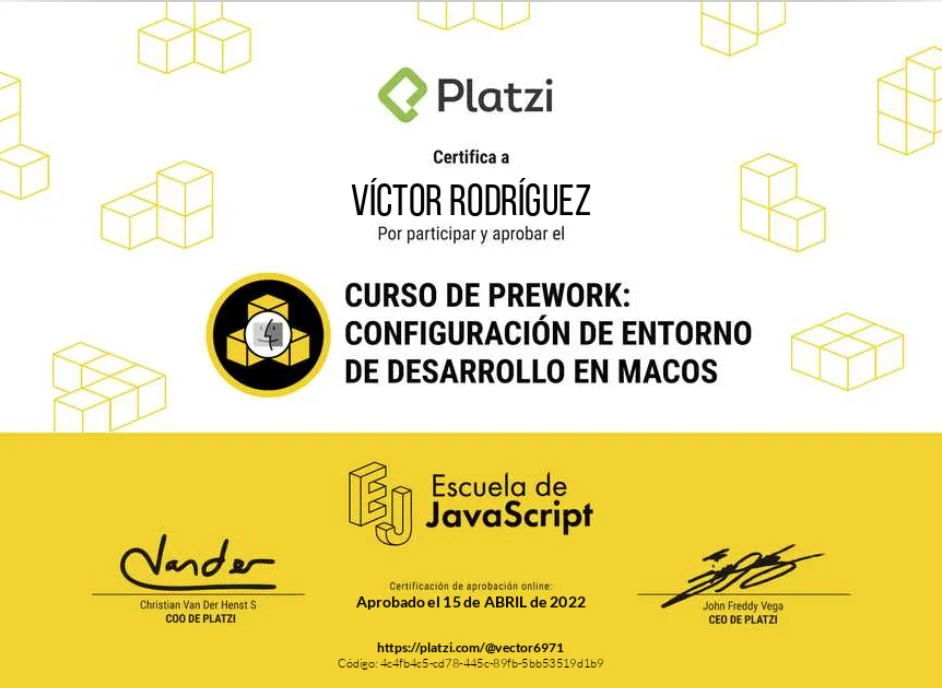 Platzi
Certifica a
VÍCTOR RODRÍGUEZ
Por participar y aprobar el
CURSO DE PREWORK:
CONFIGURACIÓN DE ENTORNO
DE DESARROLLO EN MACOS
EJ Escuela de
JavaScript
Vander
Christian Van Der Henst S
COO DE PLATZI
Certificación de aprobación online:
Aprobado el 15 de ABRIL de 2022
John Freddy Vega
CEO DE PLATZI
https://platzi.com/@vector6971
Código: 4c4fb4c5-cd78-445c-89fb-5bb53519d1b9